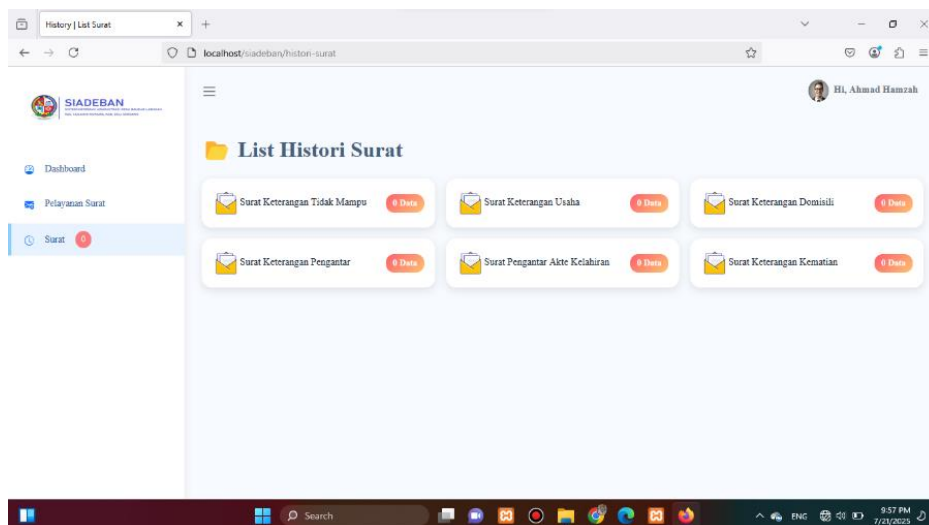 History | List Surat
localhost/siadeban/histori-surat
SIADEBAN
Hi, Ahmad Hamzah
List Histori Surat
Dashboard
Pelayanan Surat
Surat 0
Surat Keterangan Tidak Mampu 0 Data
Surat Keterangan Usaha 0 Data
Surat Keterangan Domisili 0 Data
Surat Keterangan Pengantar 0 Data
Surat Pengantar Akte Kelahiran 0 Data
Surat Keterangan Kematian 0 Data
Search
ENG
9:57 PM
7/21/2025